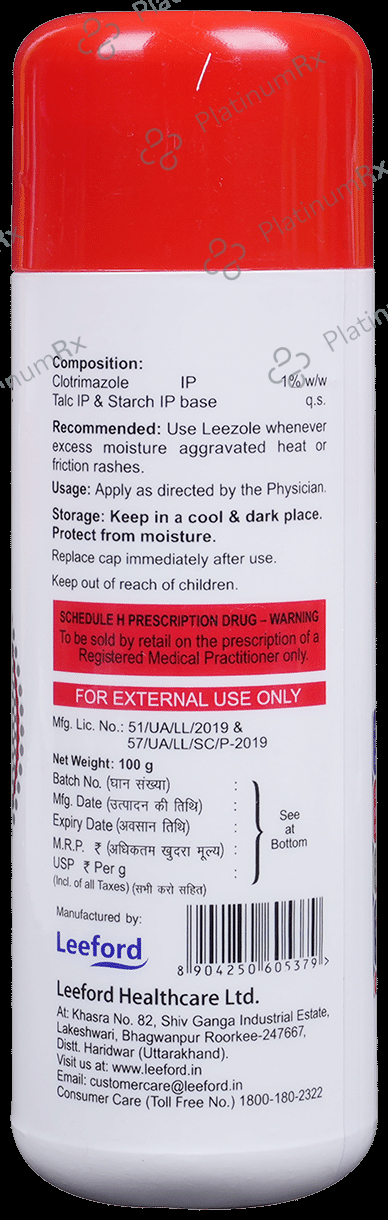 PlatinumRx
PlatinumRx
PlatinumRx
PlatinumRx
Composition:
Clotrimazole IP 1% w/w
Talc IP & Starch IP base q.s.
Recommended: Use Leezole whenever
excess moisture aggravated heat or
friction rashes.
Usage: Apply as directed by the Physician.
Storage: Keep in a cool & dark place.
Protect from moisture.
Replace cap immediately after use.
Keep out of reach of children.
SCHEDULE H PRESCRIPTION DRUG – WARNING
To be sold by retail on the prescription of a
Registered Medical Practitioner only.
FOR EXTERNAL USE ONLY
Mfg. Lic. No.: 51/UA/LL/2019 &
57/UA/LL/SC/P-2019
Net Weight: 100 g
Batch No. (घान संख्या) :
Mfg. Date (उत्पादन की तिथि) :
Expiry Date (अवसान तिथि) :
M.R.P. ₹ (अधिकतम खुदरा मूल्य) :
USP ₹ Per g :
(Incl. of all Taxes) (सभी करो सहित)
See
at
Bottom
Manufactured by:
Leeford
8 904250 605379 >
Leeford Healthcare Ltd.
At: Khasra No. 82, Shiv Ganga Industrial Estate,
Lakeshwari, Bhagwanpur Roorkee-247667,
Distt. Haridwar (Uttarakhand).
Visit us at: www.leeford.in
Email: customercare@leeford.in
Consumer Care (Toll Free No.) 1800-180-2322